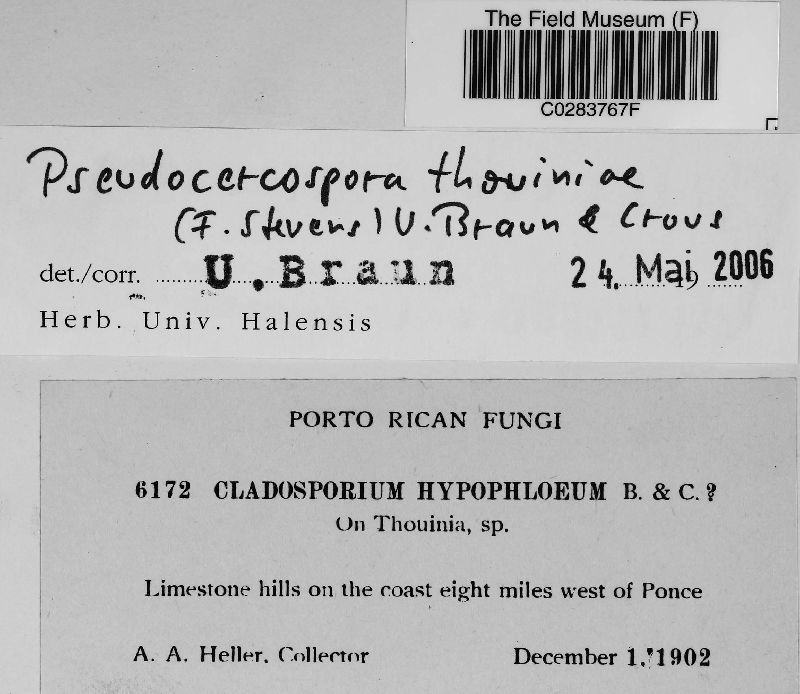 The Field Museum (F)
C0283767F
Pseudocercospora thouiniae
(F. Stevens) U. Braun & Crous
det./corr. U. Braun 24. Mai 2006
Herb. Univ. Halensis
PORTO RICAN FUNGI
6172 CLADOSPORIUM HYPOPHLOEUM B. & C. ?
On Thouinia, sp.
Limestone hills on the coast eight miles west of Ponce
A. A. Heller, Collector December 1, 1902